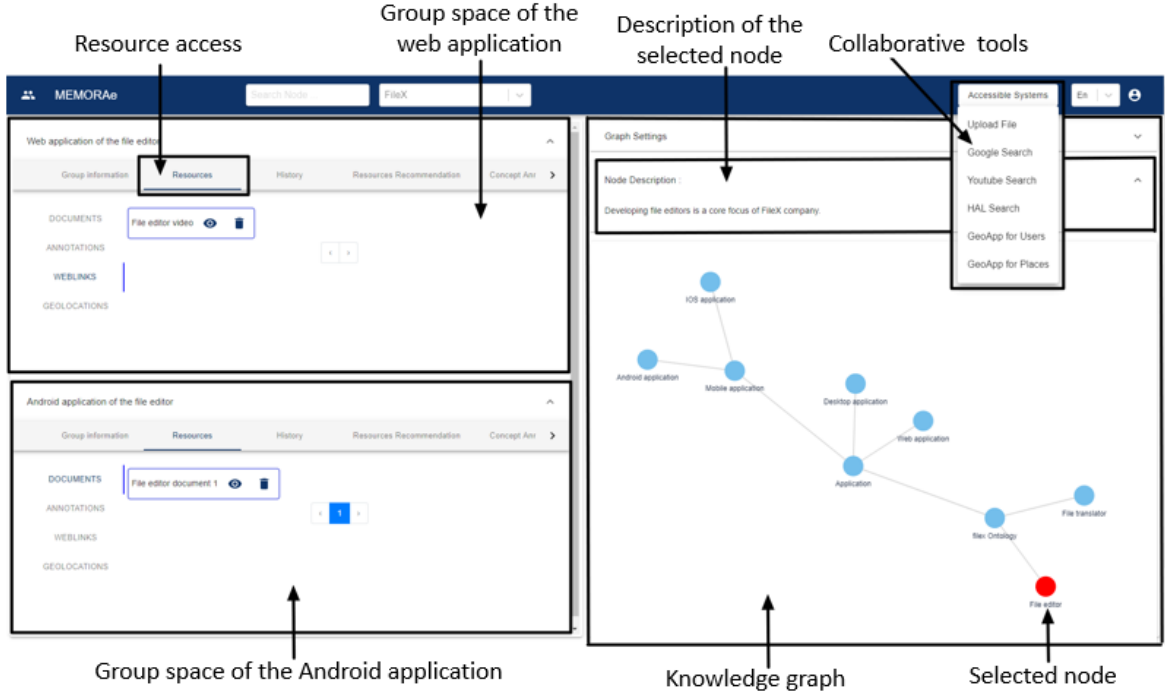 Group space of the
web application
Description of the
selected node
Resource access
Collaborative tools
MEMORAe
Search Node
FileX
Accessible Systems
En
Upload File
Google Search
Youtube Search
HAL Search
GeoApp for Users
GeoApp for Places
Web application of the file editor
Group information Resources History Resources Recommendation Concept Ann
DOCUMENTS
ANNOTATIONS
WEBLINKS
GEOLOCATIONS
File editor video
Android application of the file editor
Group information Resources History Resources Recommendation Concept Ann
DOCUMENTS
ANNOTATIONS
WEBLINKS
GEOLOCATIONS
File editor document 1
1
Graph Settings
Node Description :
Developing file editors is a core focus of FileX company.
IOS application
Android application
Mobile application
Desktop application
Web application
Application
File translator
filex Ontology
File editor
Group space of the Android application
Knowledge graph
Selected node